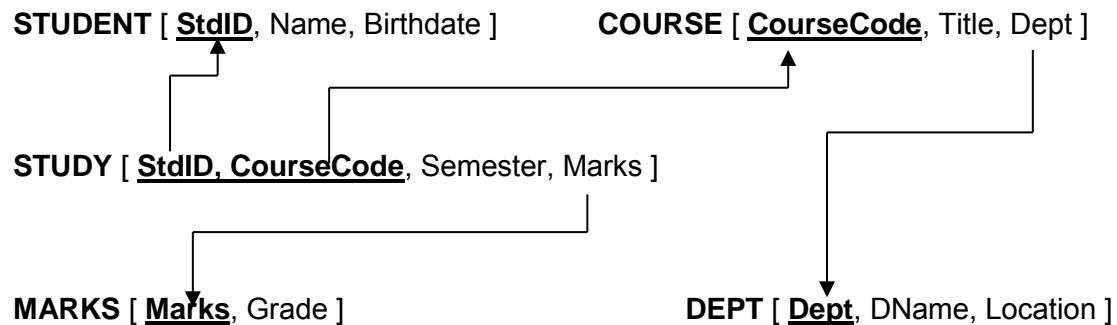 STUDENT [ StdID, Name, Birthdate ] COURSE [ CourseCode, Title, Dept ]
STUDY [ StdID, CourseCode, Semester, Marks ]
MARKS [ Marks, Grade ] DEPT [ Dept, DName, Location ]